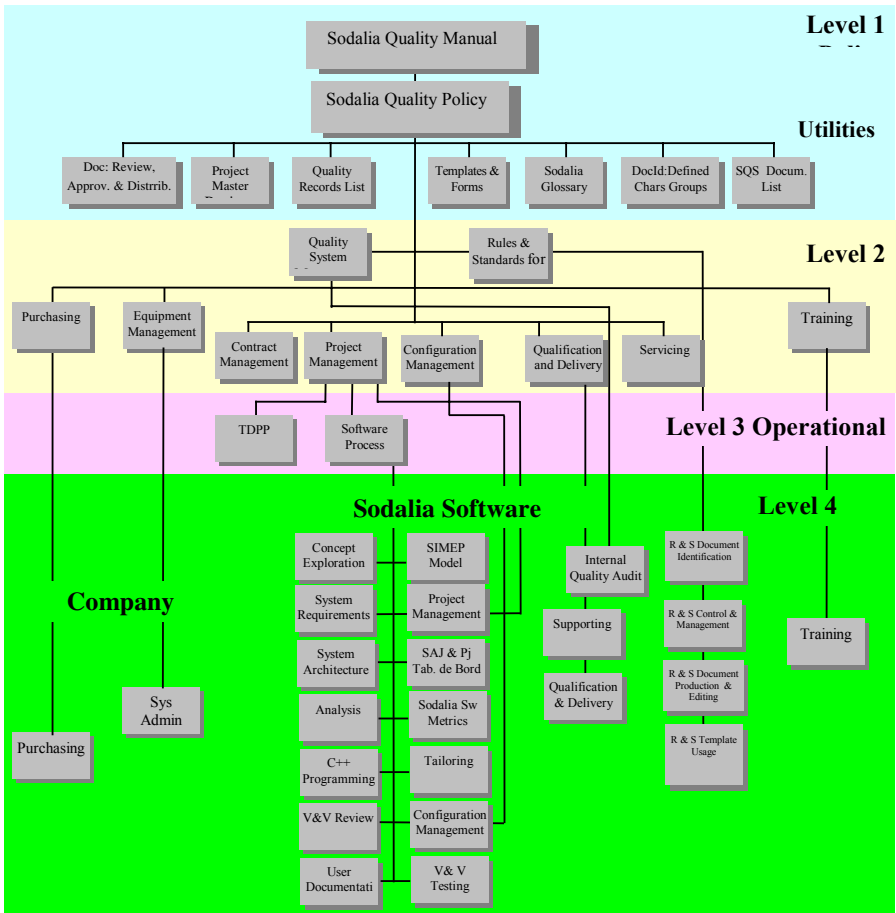 Level 1
Sodalia Quality Manual
Sodalia Quality Policy
Utilities
Doc: Review,
Approv. & Distrrib.
Project
Master
Quality
Records List
Templates &
Forms
Sodalia
Glossary
DocId:Defined
Chars Groups
SQS Docum.
List
Level 2
Quality
System
Rules &
Standards for
Purchasing
Equipment
Management
Training
Contract
Management
Project
Management
Configuration
Management
Qualification
and Delivery
Servicing
Level 3 Operational
TDPP
Software
Process
Level 4
Sodalia Software
Company
Concept
Exploration
SIMEP
Model
System
Requirements
Project
Management
System
Architecture
SAJ & Pj
Tab. de Bord
Analysis
Sodalia Sw
Metrics
C++
Programming
Tailoring
V&V Review
Configuration
Management
User
Documentati
V& V
Testing
Internal
Quality Audit
Supporting
Qualification
& Delivery
R & S Document
Identification
R & S Control &
Management
R & S Document
Production &
Editing
R & S Template
Usage
Training
Sys
Admin
Purchasing